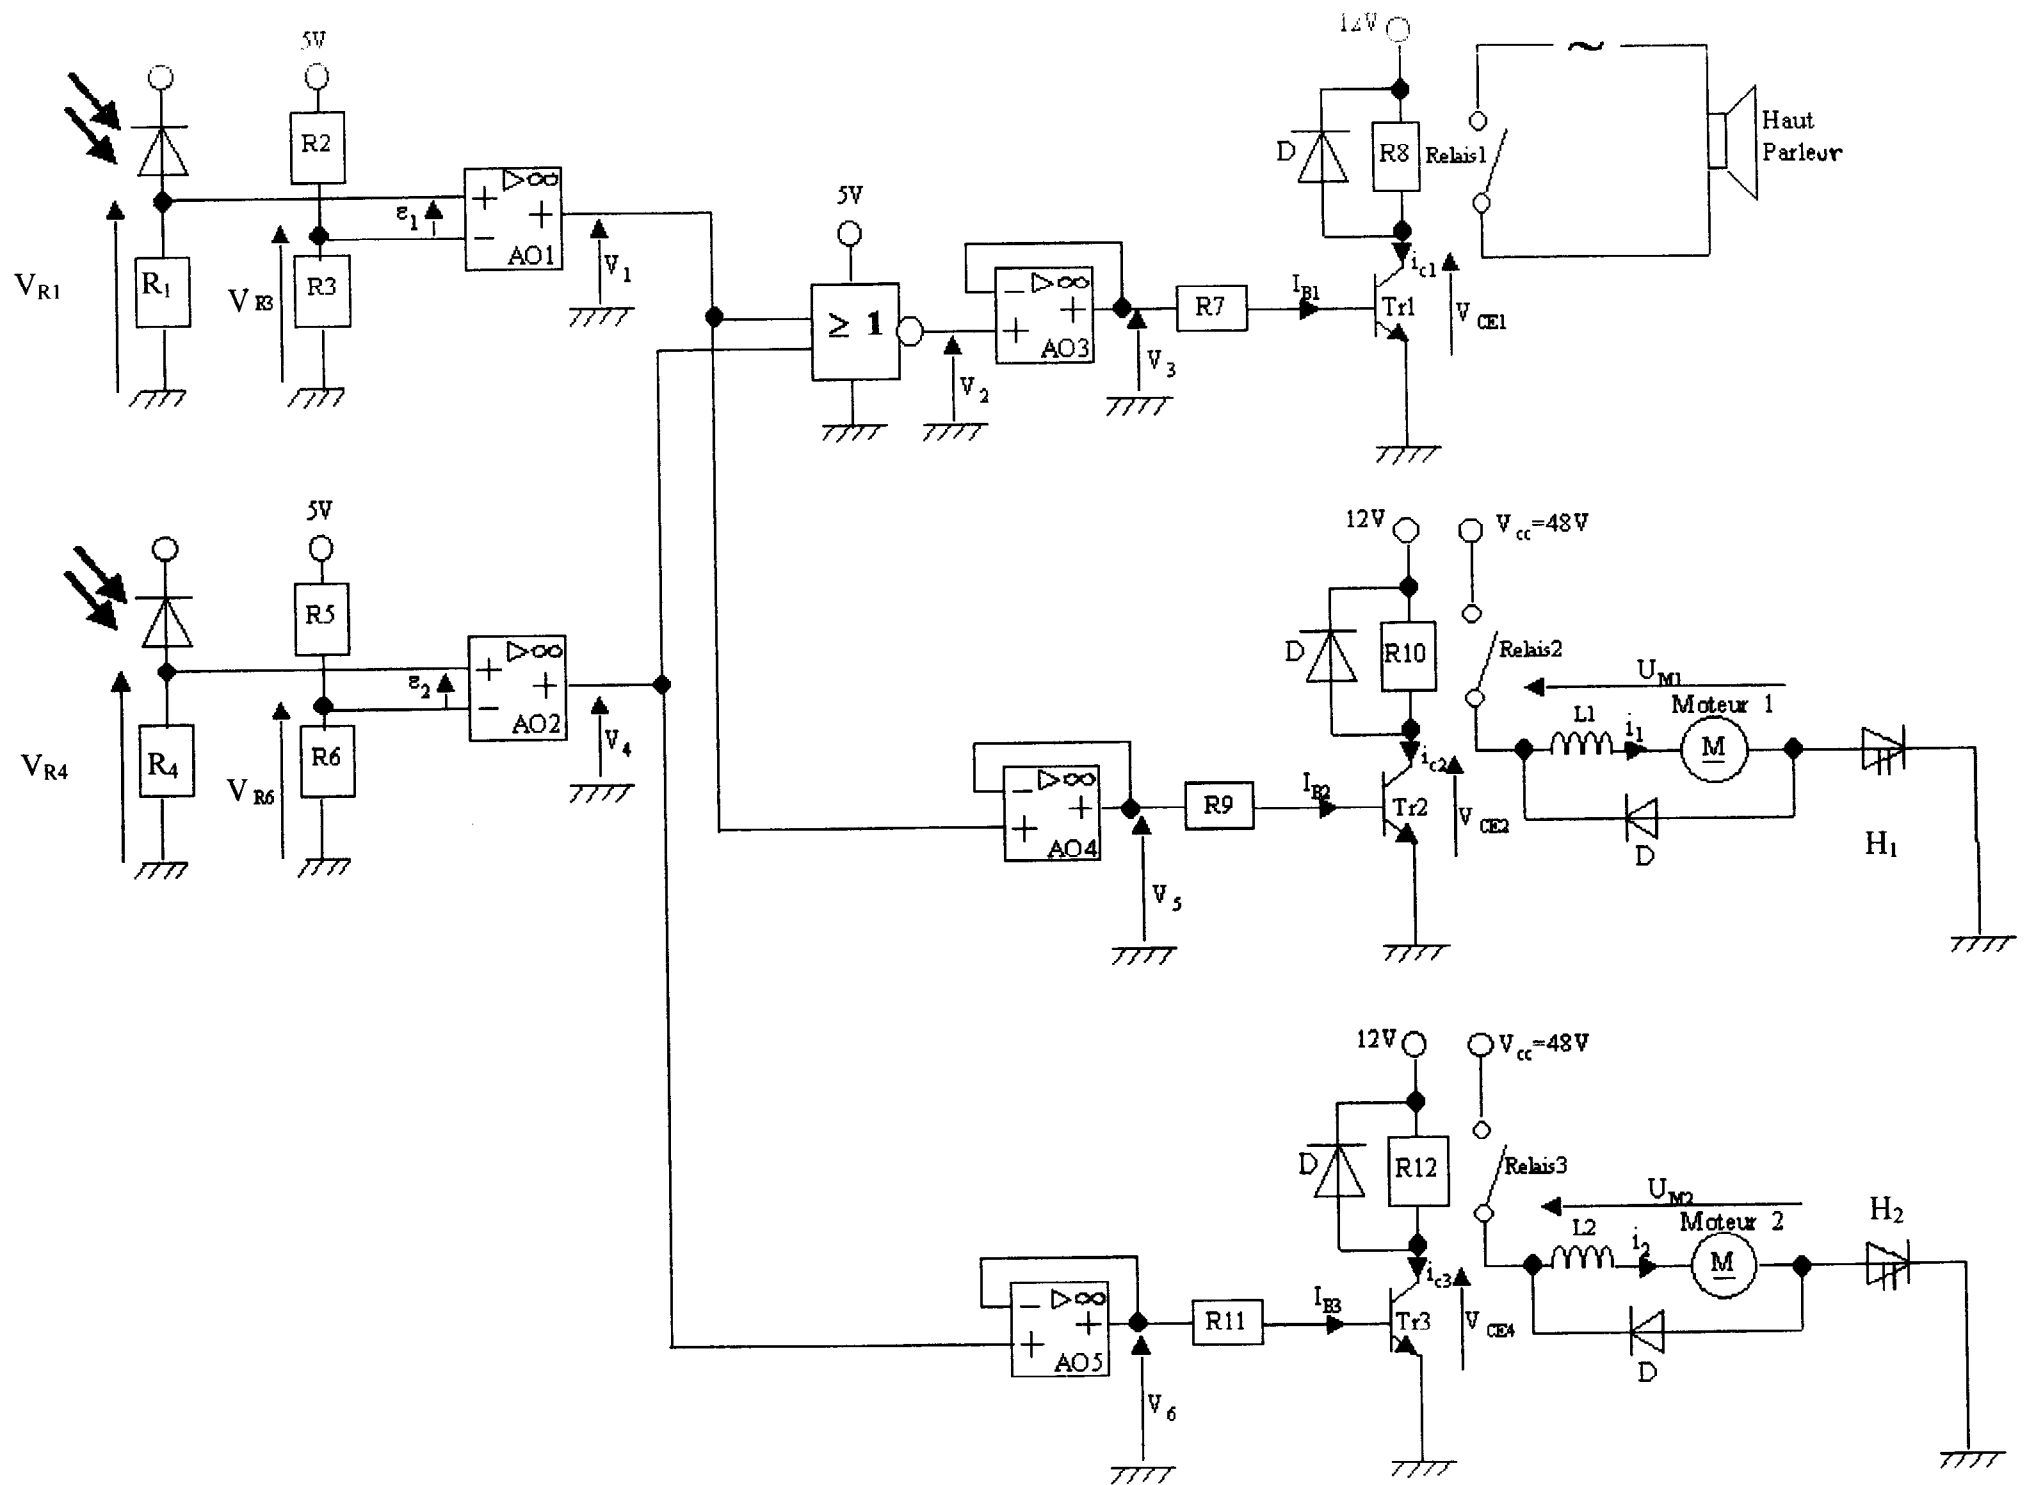 5V
R2
ε1
▷∞
+
+
−
AO1
VR1
R1
VR3
R3
V1
5V
≥ 1
V2
▷∞
−
+
+
AO3
V3
R7
IB1
12V
D
R8
Relais1
~
Haut
Parleur
ic1
Tr1
VCE1
5V
R5
ε2
▷∞
+
+
−
AO2
VR4
R4
VR6
R6
V4
▷∞
−
+
+
AO4
V5
R9
IB2
12V
Vcc=48V
D
R10
Relais2
UM1
Moteur 1
L1
i1
M
D
H1
ic2
Tr2
VCE2
▷∞
−
+
+
AO5
V6
R11
IB3
12V
Vcc=48V
D
R12
Relais3
UM2
Moteur 2
L2
i2
M
D
H2
ic3
Tr3
VCE4